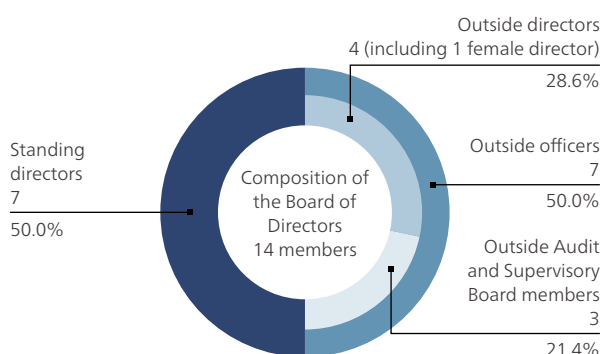 Outside directors
4 (including 1 female director)
28.6%
Standing
directors
7
50.0%
Composition of
the Board of
Directors
14 members
Outside officers
7
50.0%
Outside Audit
and Supervisory
Board members
3
21.4%